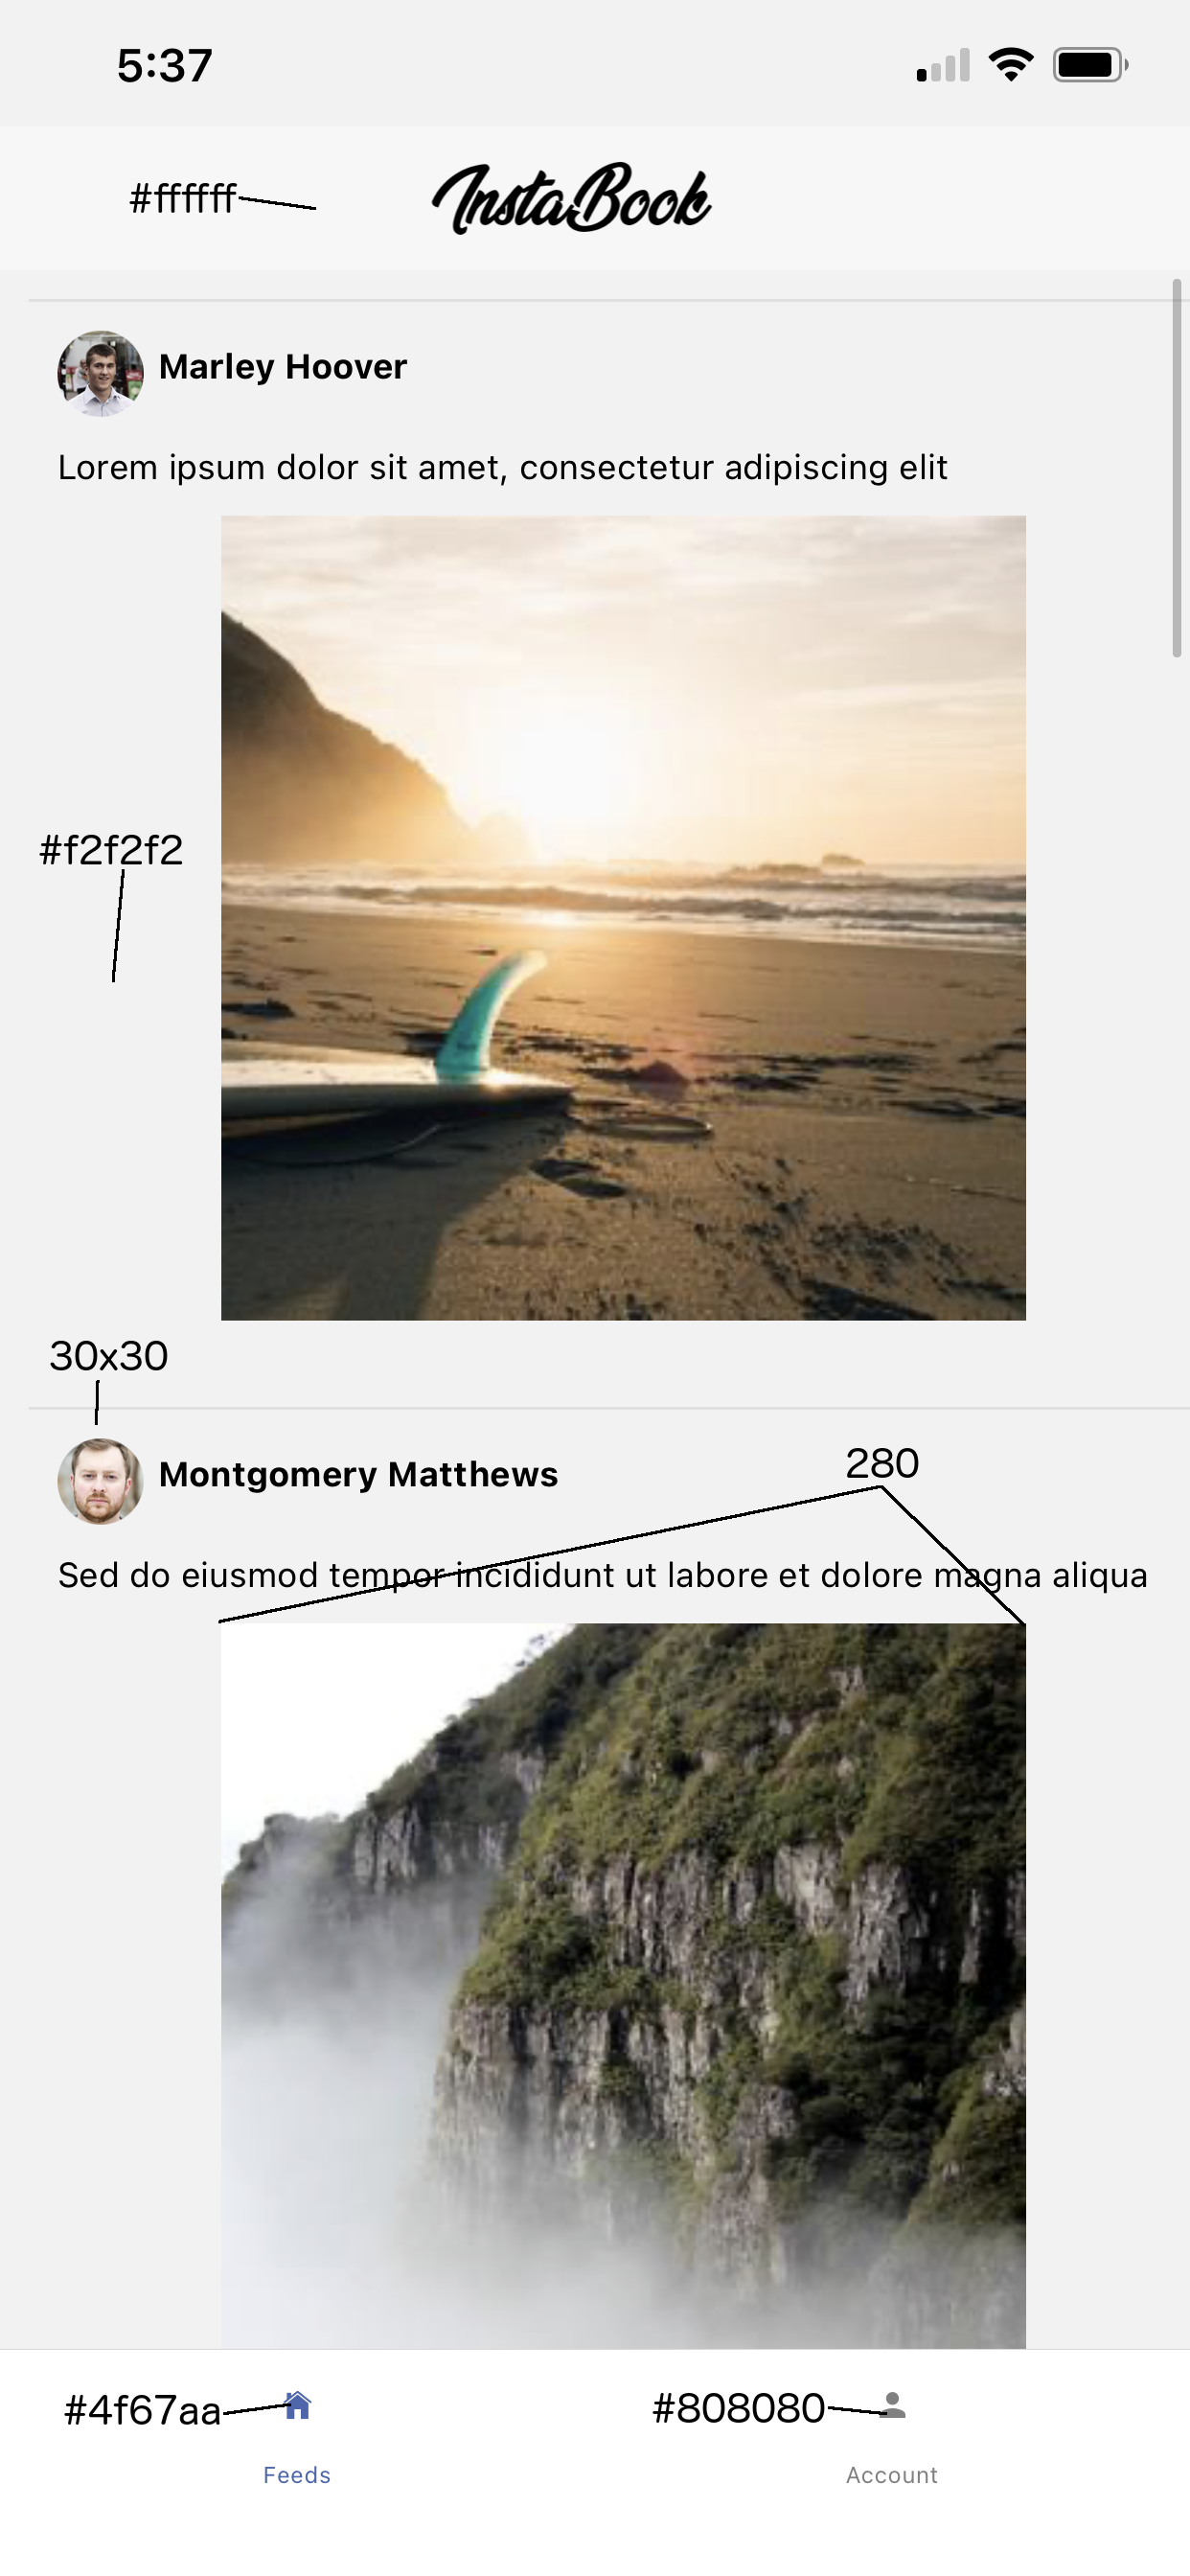 5:37
#ffffff
InstaBook
Marley Hoover
Lorem ipsum dolor sit amet, consectetur adipiscing elit
#f2f2f2
30x30
Montgomery Matthews
280
Sed do eiusmod tempor incididunt ut labore et dolore magna aliqua
#4f67aa
#808080
Feeds
Account